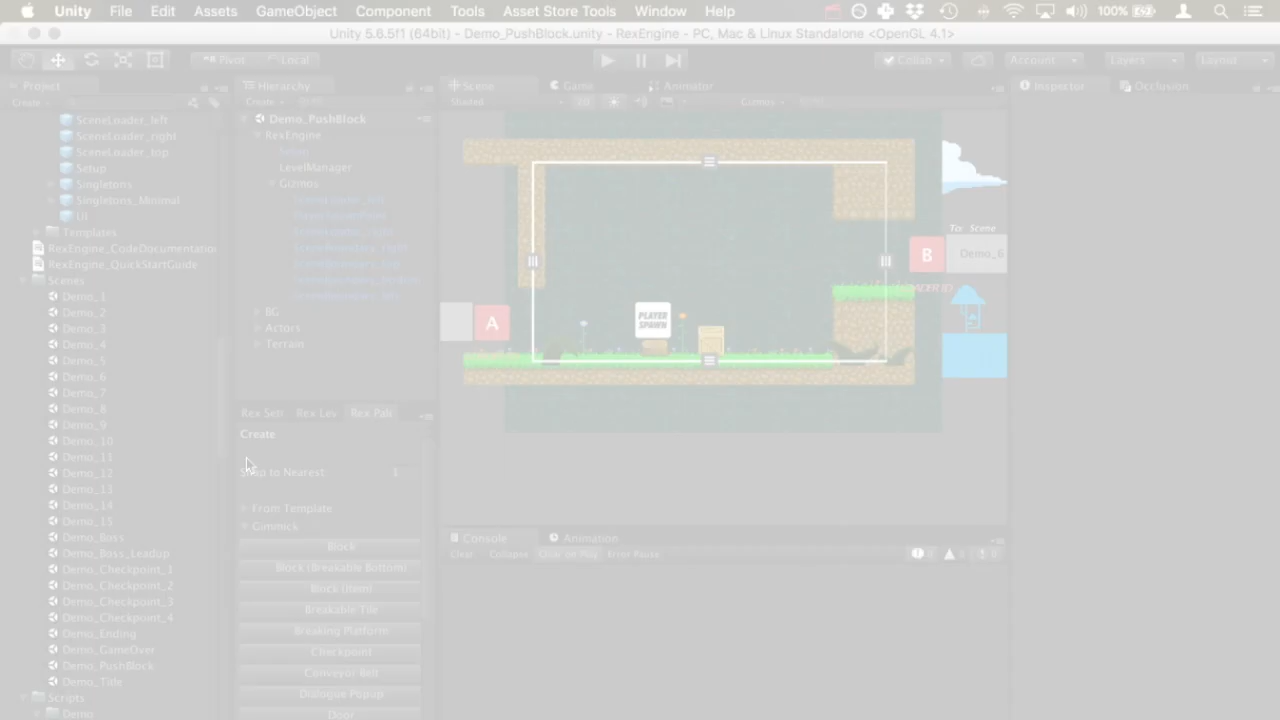 Unity File Edit Assets GameObject Component Tools Asset Store Tools Window Help 100%
Unity 5.6.5f1 (64bit) - Demo_PushBlock.unity - RexEngine - PC, Mac & Linux Standalone <OpenGL 4.1>
Pivot Local Collab Account Layers Layout
Project
Create
SceneLoader_left
SceneLoader_right
SceneLoader_top
Setup
Singletons
Singletons_Minimal
UI
Templates
RexEngine_CodeDocumentatio
RexEngine_QuickStartGuide
Scenes
Demo_1
Demo_2
Demo_3
Demo_4
Demo_5
Demo_6
Demo_7
Demo_8
Demo_9
Demo_10
Demo_11
Demo_12
Demo_13
Demo_14
Demo_15
Demo_Boss
Demo_Boss_Leadup
Demo_Checkpoint_1
Demo_Checkpoint_2
Demo_Checkpoint_3
Demo_Checkpoint_4
Demo_Ending
Demo_GameOver
Demo_PushBlock
Demo_Title
Scripts
Demo
Hierarchy
Create
Demo_PushBlock
RexEngine
LevelManager
Gizmos
BG
Actors
Terrain
Rex Sett Rex Lev Rex Pale
Create
Snap to Nearest 1
From Template
Gimmick
Block
Block (Breakable Bottom)
Block (Item)
Breakable Tile
Breaking Platform
Checkpoint
Conveyor Belt
Dialogue Popup
Door
Scene Game Animator
Shaded 2D Gizmos
To: Scene
B Demo_6
A
PLAYER
SPAWN
Console Animation
Clear Collapse Clear on Play Error Pause
Inspector Occlusion